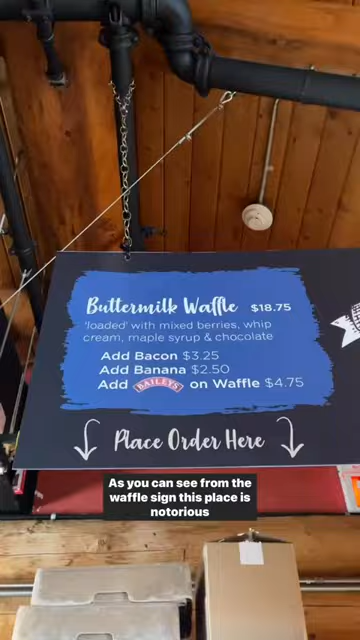 Buttermilk Waffle $18.75
'loaded' with mixed berries, whip
cream, maple syrup & chocolate
Add Bacon $3.25
Add Banana $2.50
Add BAILEYS on Waffle $4.75
Place Order Here
As you can see from the
waffle sign this place is
notorious